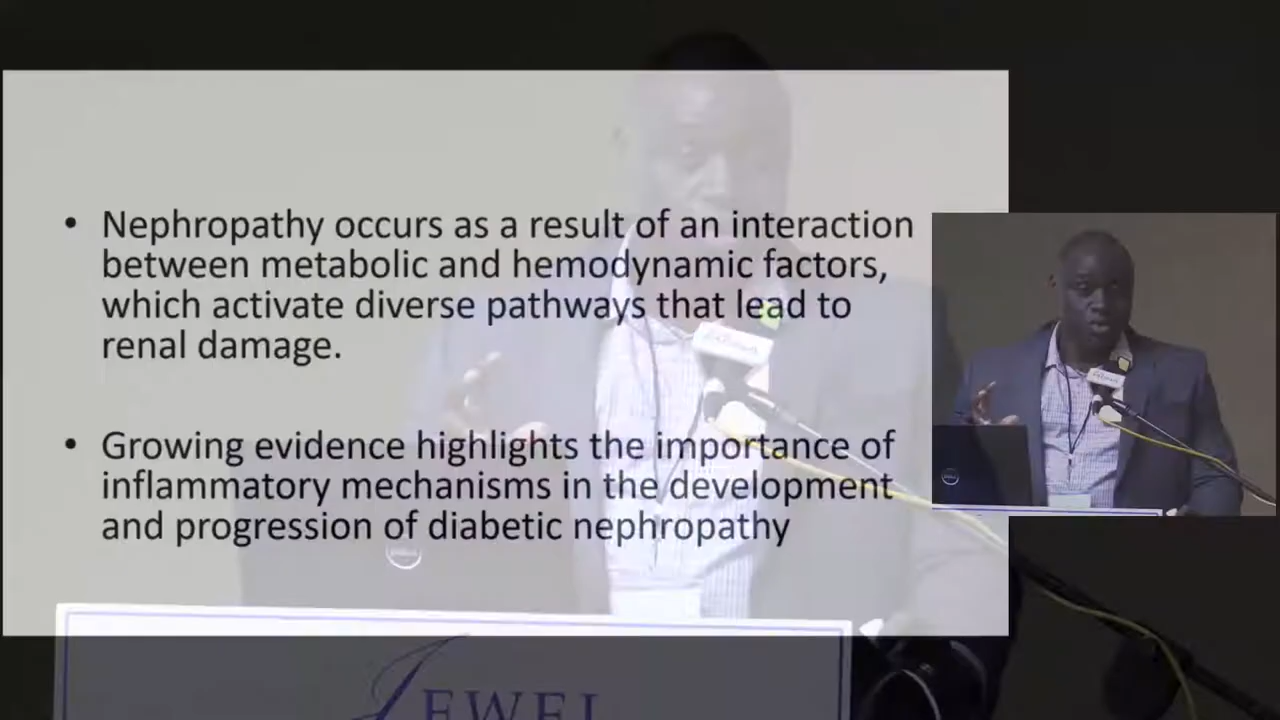 • Nephropathy occurs as a result of an interaction
between metabolic and hemodynamic factors,
which activate diverse pathways that lead to
renal damage.
• Growing evidence highlights the importance of
inflammatory mechanisms in the development
and progression of diabetic nephropathy
JEWEL